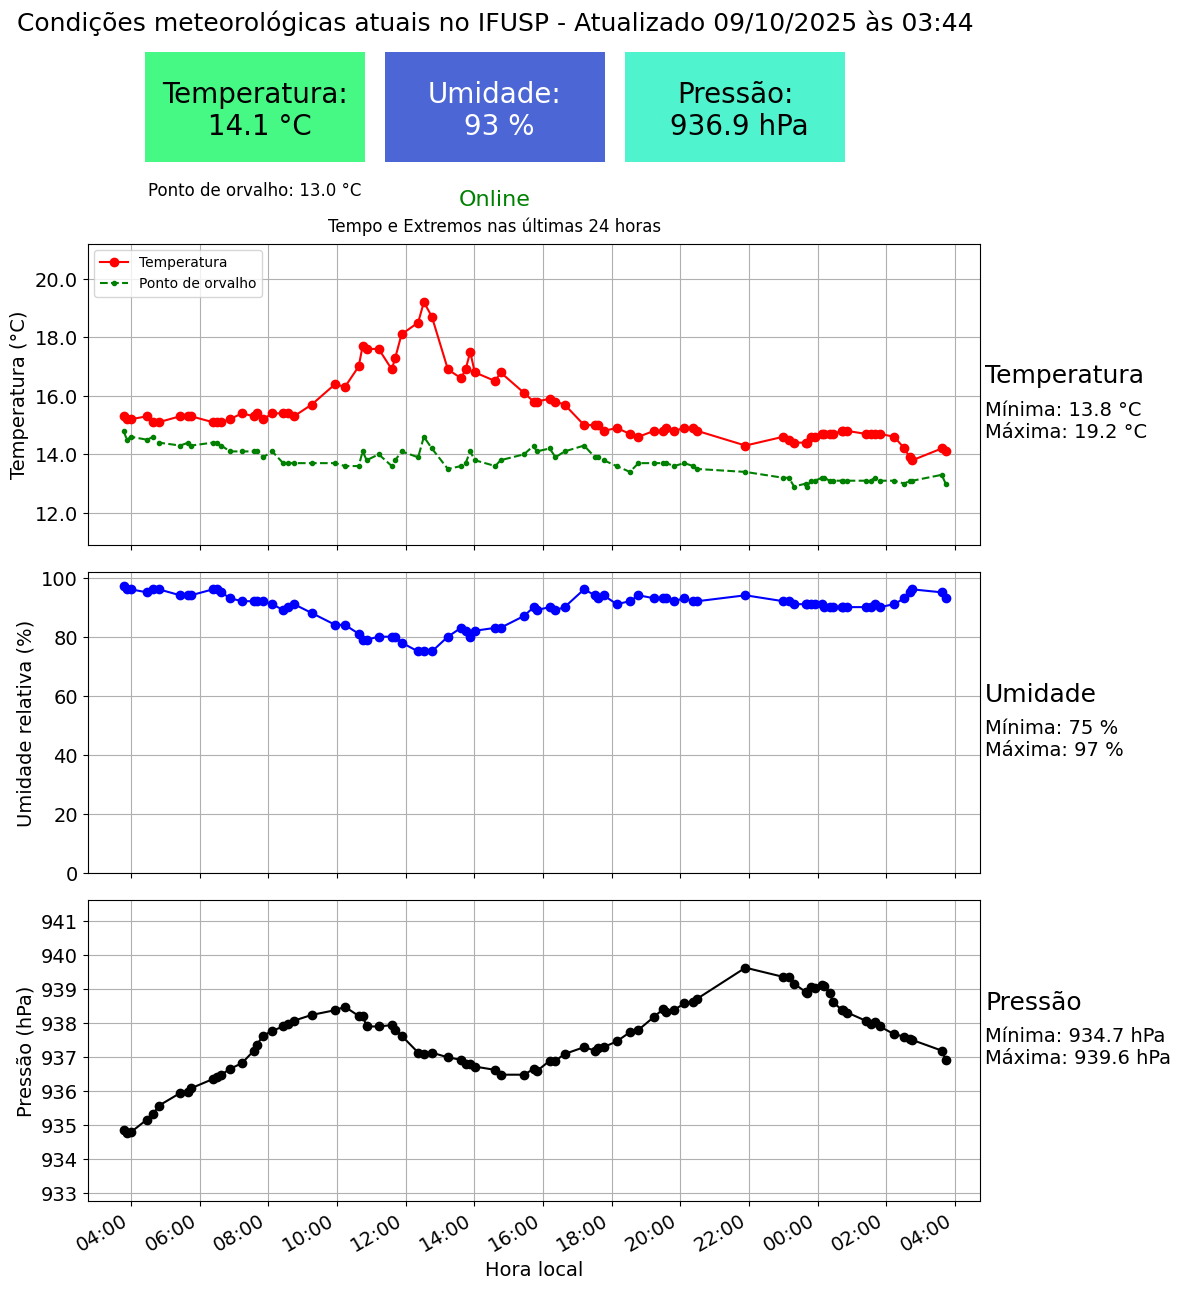 Condições meteorológicas atuais no IFUSP - Atualizado 09/10/2025 às 03:44
Temperatura:
14.1 °C
Umidade:
93 %
Pressão:
936.9 hPa
Ponto de orvalho: 13.0 °C
Online
Tempo e Extremos nas últimas 24 horas
Temperatura
Ponto de orvalho
Temperatura (°C)
20.0
18.0
16.0
14.0
12.0
Temperatura
Mínima: 13.8 °C
Máxima: 19.2 °C
Umidade relativa (%)
100
80
60
40
20
0
Umidade
Mínima: 75 %
Máxima: 97 %
Pressão (hPa)
941
940
939
938
937
936
935
934
933
Pressão
Mínima: 934.7 hPa
Máxima: 939.6 hPa
04:00 06:00 08:00 10:00 12:00 14:00 16:00 18:00 20:00 22:00 00:00 02:00 04:00
Hora local